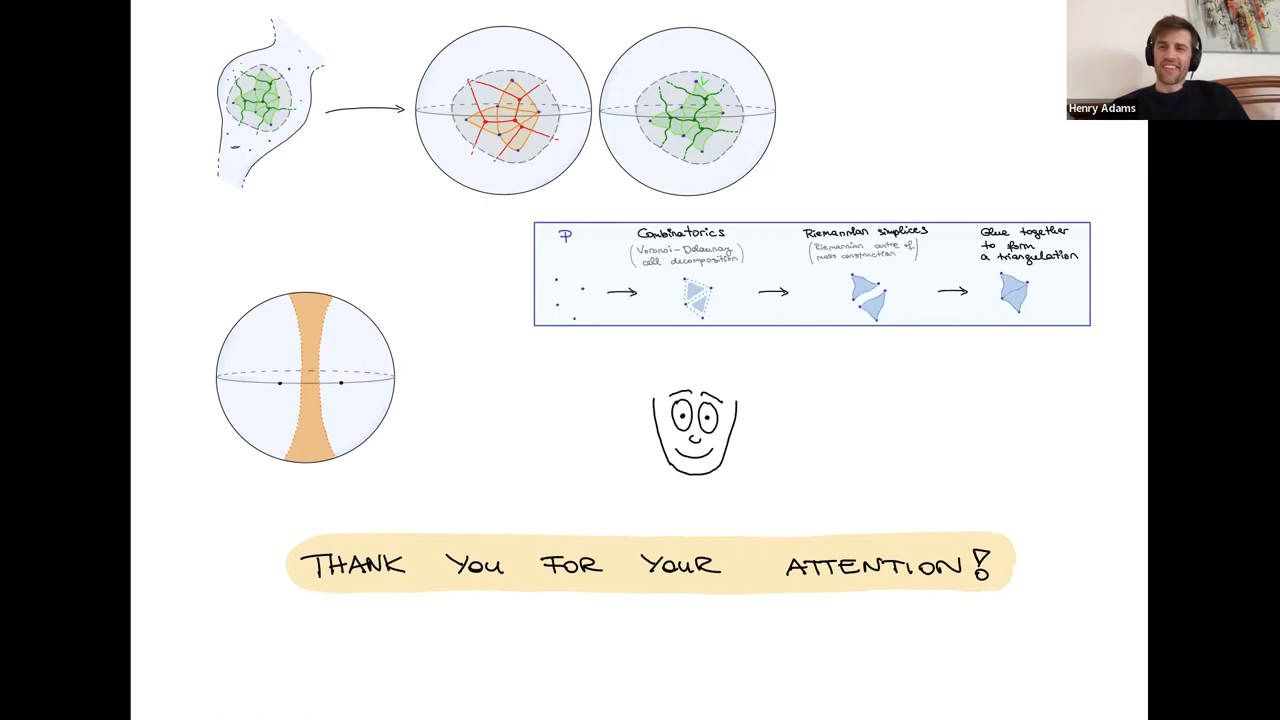 Henry Adams
P
Combinatorics
(Voronoi-Delaunay
cell decomposition)
Riemannian simplices
(Riemannian centre of
mass construction)
Glue together
to form
a triangulation
THANK YOU FOR YOUR ATTENTION!